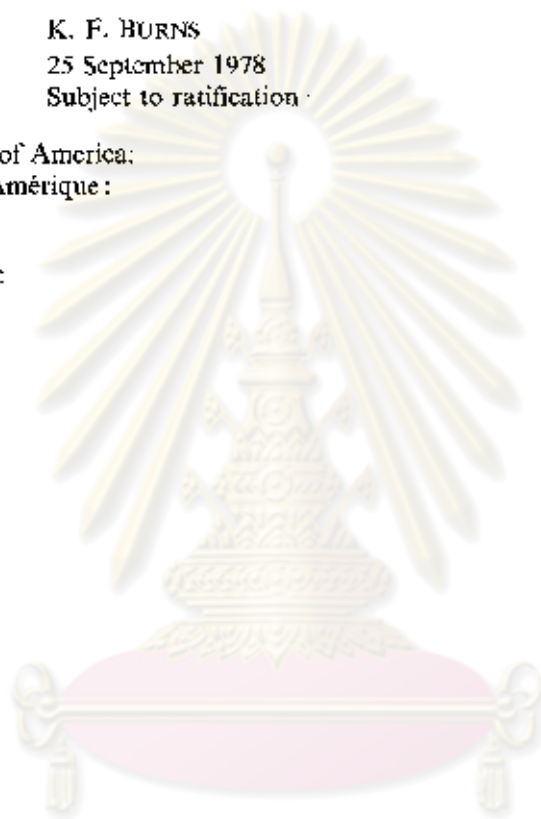 K. F. BURNS
25 September 1978
Subject to ratification
of America:
Amérique :
: